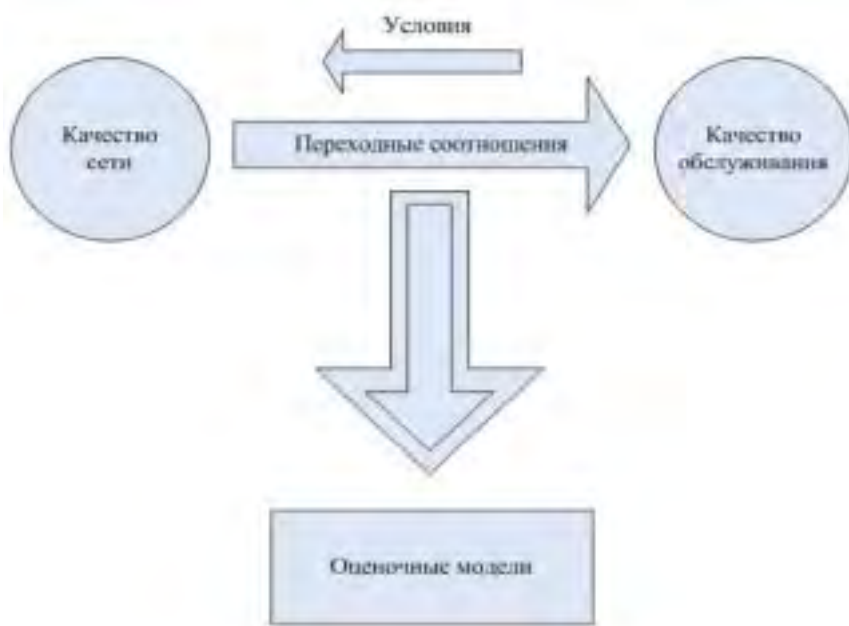 Условия
Качество
сети
Переходные соотношения
Качество
обслуживания
Оценочные модели